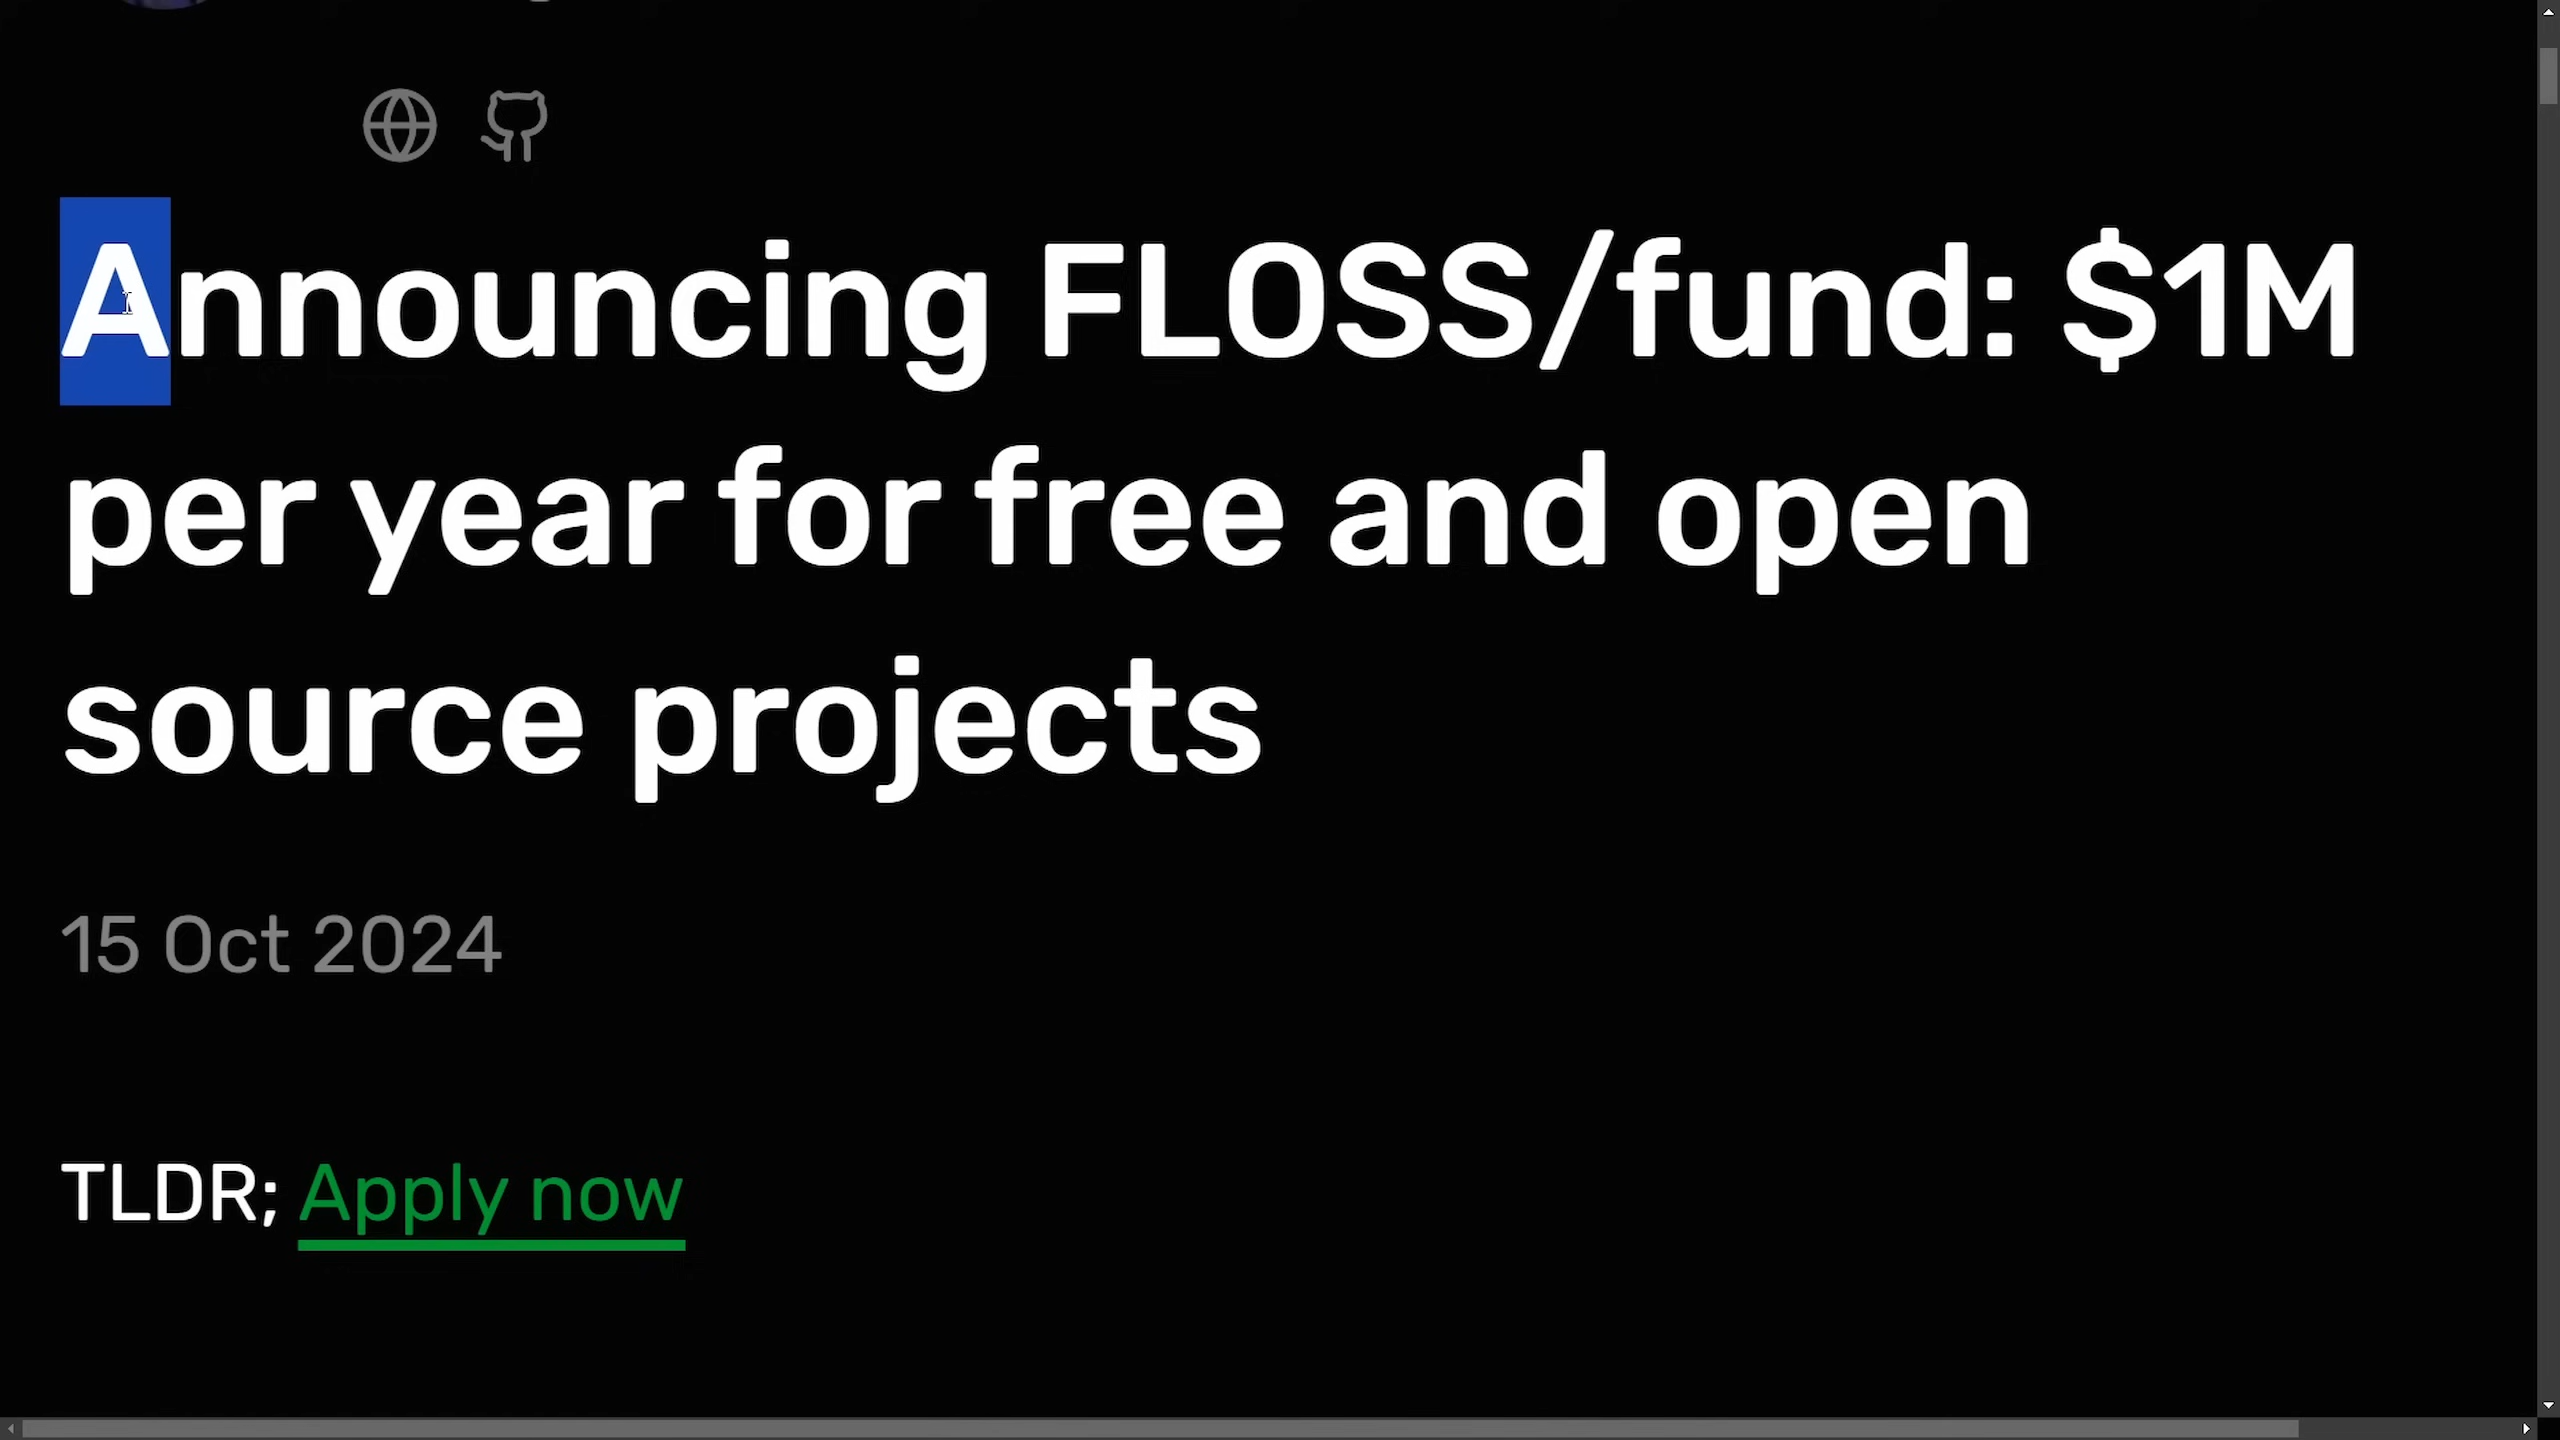 Announcing FLOSS/fund: $1M
per year for free and open
source projects
15 Oct 2024
TLDR; Apply now